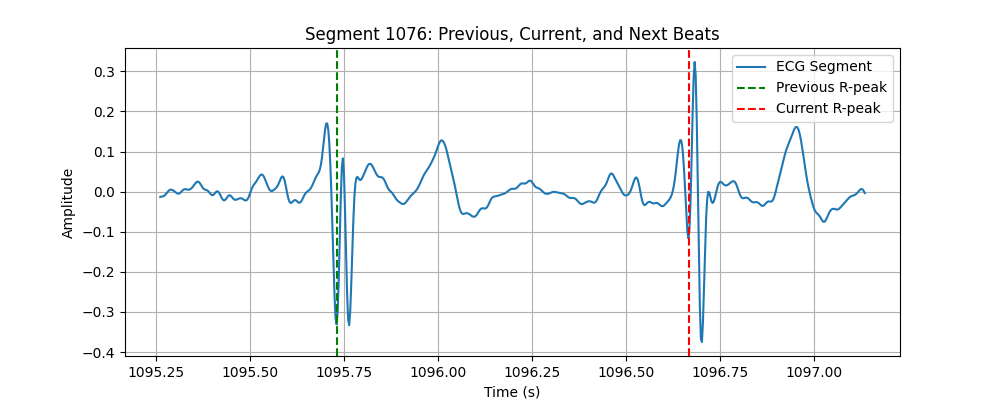 Segment 1076: Previous, Current, and Next Beats
ECG Segment
Previous R-peak
Current R-peak
Amplitude
0.3
0.2
0.1
0.0
−0.1
−0.2
−0.3
−0.4
1095.25 1095.50 1095.75 1096.00 1096.25 1096.50 1096.75 1097.00
Time (s)